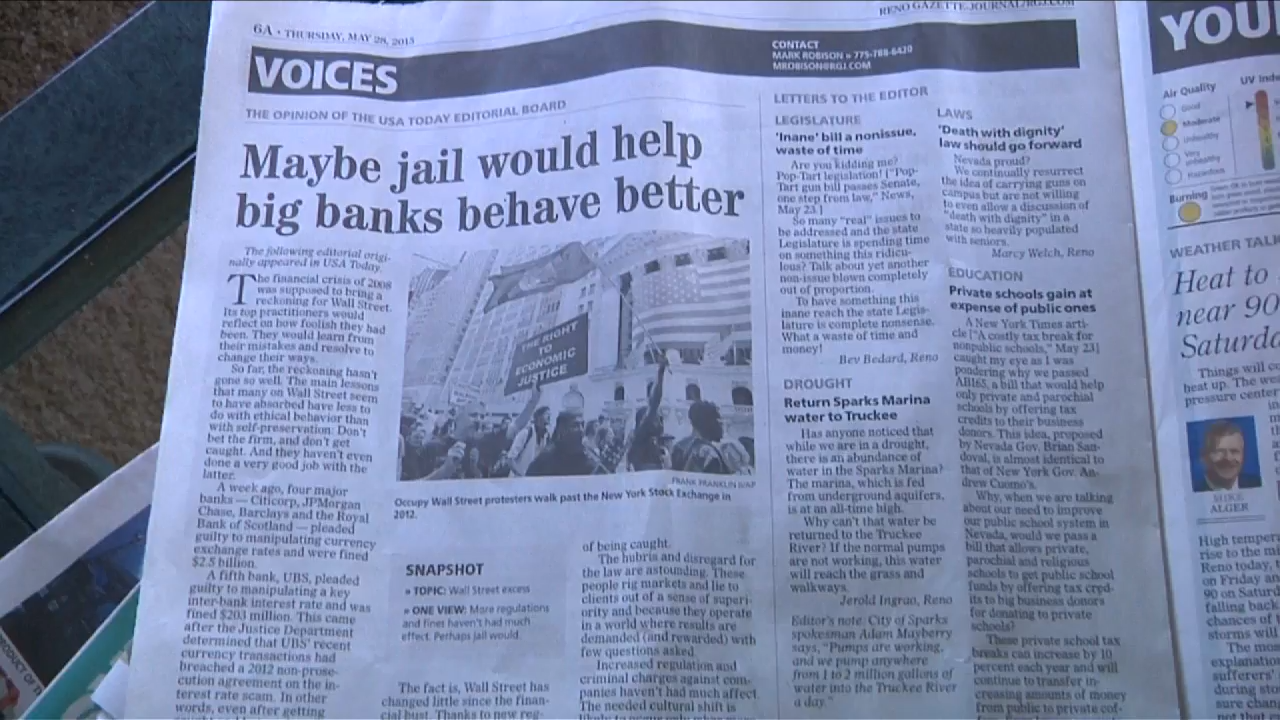 6A • THURSDAY, MAY 28, 2015
RENO GAZETTE-JOURNAL/RGJ.COM
VOICES
CONTACT
MARK ROBISON » 775-788-6420
MROBISON@RGJ.COM
THE OPINION OF THE USA TODAY EDITORIAL BOARD
Maybe jail would help
big banks behave better
The following editorial origi-
nally appeared in USA Today.
The financial crisis of 2008
was supposed to bring a
reckoning for Wall Street.
Its top practitioners would
reflect on how foolish they had
been. They would learn from
their mistakes and resolve to
change their ways.
So far, the reckoning hasn't
gone so well. The main lessons
that many on Wall Street seem
to have absorbed have less to
do with ethical behavior than
with self-preservation: Don't
bet the firm, and don't get
caught. And they haven't even
done a very good job with the
latter.
A week ago, four major
banks — Citicorp, JPMorgan
Chase, Barclays and the Royal
Bank of Scotland — pleaded
guilty to manipulating currency
exchange rates and were fined
$2.5 billion.
A fifth bank, UBS, pleaded
guilty to manipulating a key
inter-bank interest rate and was
fined $203 million. This came
after the Justice Department
determined that UBS' recent
currency transactions had
breached a 2012 non-prose-
cution agreement on the in-
terest rate scam. In other
words, even after getting
THE RIGHT
TO
ECONOMIC
JUSTICE
FRANK FRANKLIN II/AP
Occupy Wall Street protesters walk past the New York Stock Exchange in
2012.
SNAPSHOT
» TOPIC: Wall Street excess
» ONE VIEW: More regulations
and fines haven't had much
effect. Perhaps jail would.
The fact is, Wall Street has
changed little since the finan-
cial bust. Thanks to new reg-
of being caught.
The hubris and disregard for
the law are astounding. These
people rig markets and lie to
clients out of a sense of superi-
ority and because they operate
in a world where results are
demanded (and rewarded) with
few questions asked.
Increased regulation and
criminal charges against com-
panies haven't had much affect.
The needed cultural shift is
LETTERS TO THE EDITOR
LEGISLATURE
'Inane' bill a nonissue,
waste of time
Are you kidding me?
Pop-Tart legislation! ["Pop-
Tart gun bill passes Senate,
one step from law," News,
May 23.]
So many "real" issues to
be addressed and the state
Legislature is spending time
on something this ridicu-
lous? Talk about yet another
non-issue blown completely
out of proportion.
To have something this
inane reach the state Legis-
lature is complete nonsense.
What a waste of time and
money!
Bev Bedard, Reno
DROUGHT
Return Sparks Marina
water to Truckee
Has anyone noticed that
while we are in a drought,
there is an abundance of
water in the Sparks Marina?
The marina, which is fed
from underground aquifers,
is at an all-time high.
Why can't that water be
returned to the Truckee
River? If the normal pumps
are not working, this water
will reach the grass and
walkways.
Jerold Ingrao, Reno
Editor's note: City of Sparks
spokesman Adam Mayberry
says, "Pumps are working,
and we pump anywhere
from 1 to 2 million gallons of
water into the Truckee River
a day."
LAWS
'Death with dignity'
law should go forward
Nevada proud?
We continually resurrect
the idea of carrying guns on
campus but are not willing
to even allow a discussion of
"death with dignity" in a
state so heavily populated
with seniors.
Marcy Welch, Reno
EDUCATION
Private schools gain at
expense of public ones
A New York Times arti-
cle ["A costly tax break for
nonpublic schools," May 23]
caught my eye as I was
pondering why we passed
AB165, a bill that would help
only private and parochial
schools by offering tax
credits to their business
donors. This idea, proposed
by Nevada Gov. Brian San-
doval, is almost identical to
that of New York Gov. An-
drew Cuomo's.
Why, when we are talking
about our need to improve
our public school system in
Nevada, would we pass a
bill that allows private,
parochial and religious
schools to get public school
funds by offering tax cred-
its to big business donors
for donating to private
schools?
These private school tax
breaks can increase by 10
percent each year and will
continue to transfer in-
creasing amounts of money
from public to private cof-
YOU
Air Quality
UV Inde
Good
Moderate
Unhealthy
Very
unhealthy
Hazardous
Burning
WEATHER TALK
Heat to
near 90
Saturda
Things will c
heat up. The we
pressure center
MIKE
ALGER
High tempera
rise to the m
Reno today, t
on Friday an
90 on Saturd
falling back
chances of t
storms will
The mos
explanation
sufferers'
during sto
sure chan